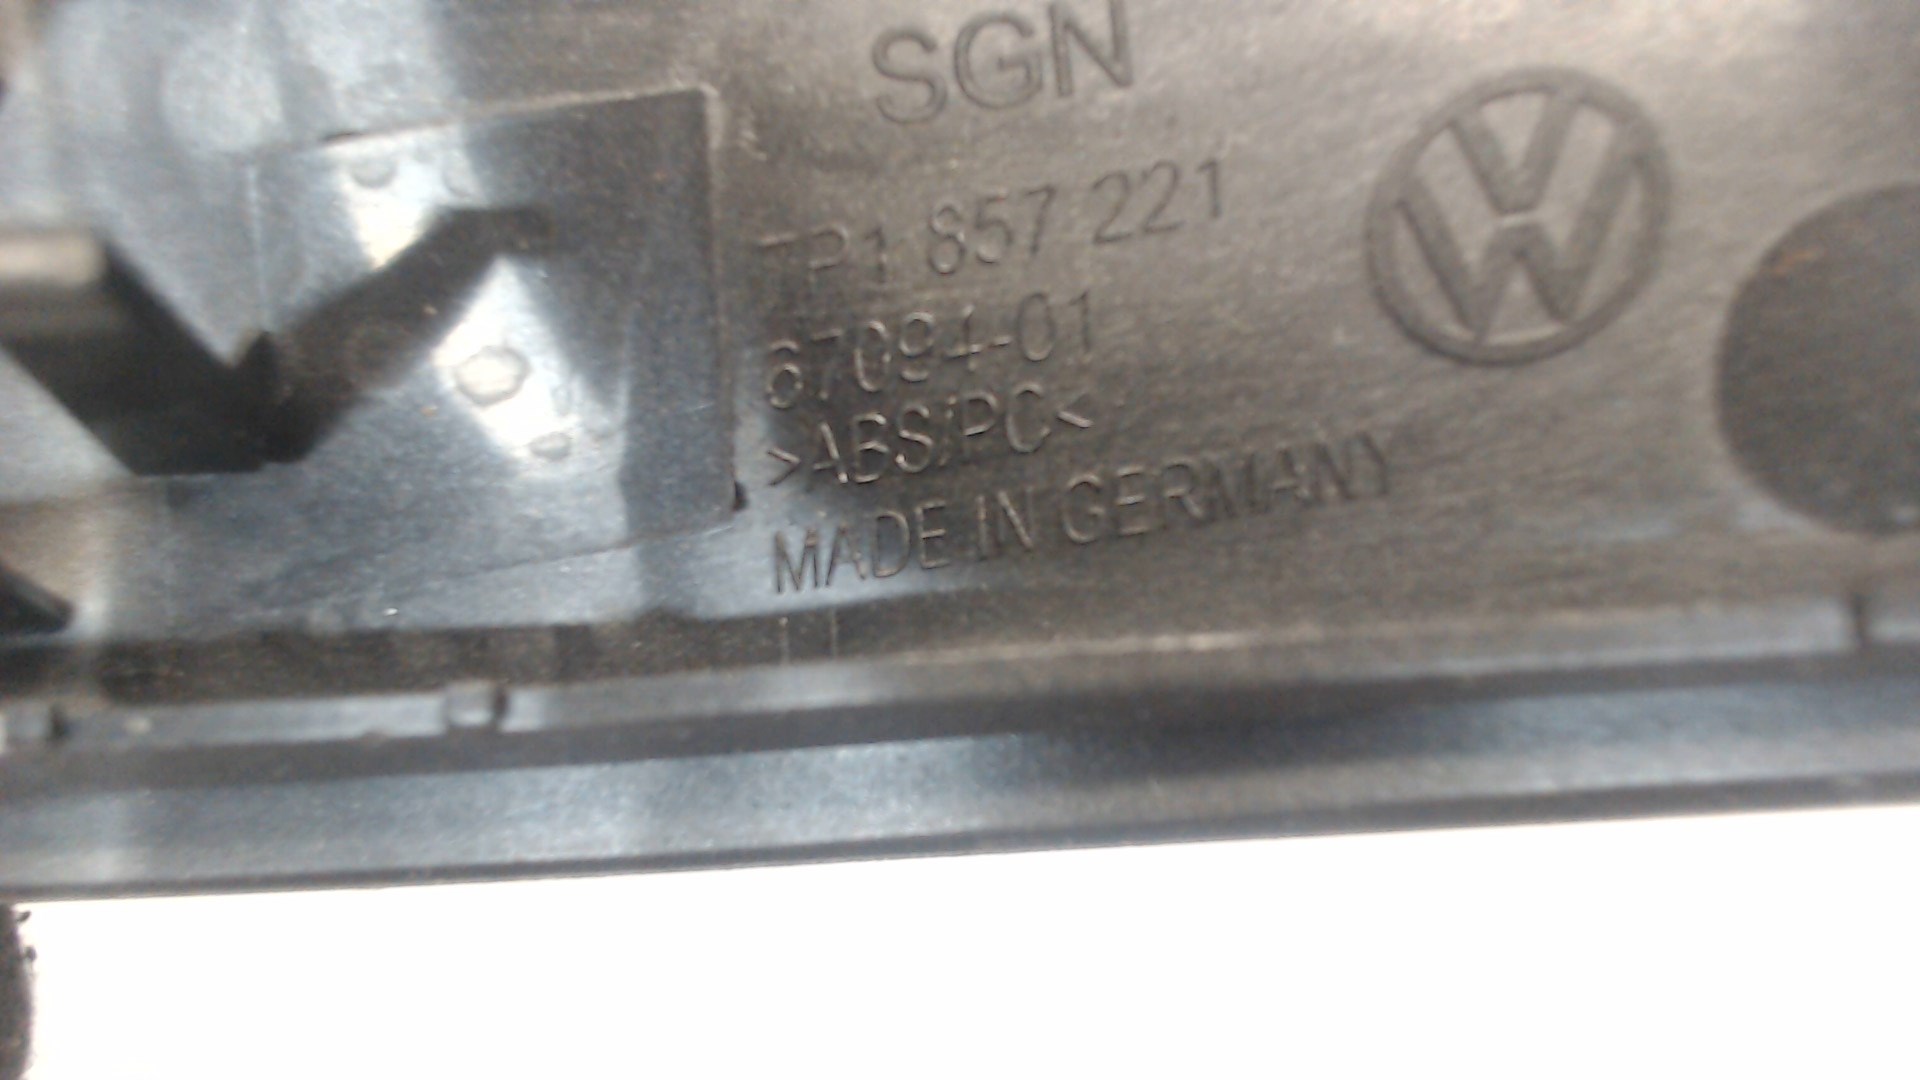 SGN
7P1 857 221
67094-01
>ABS/PC<
MADE IN GERMANY